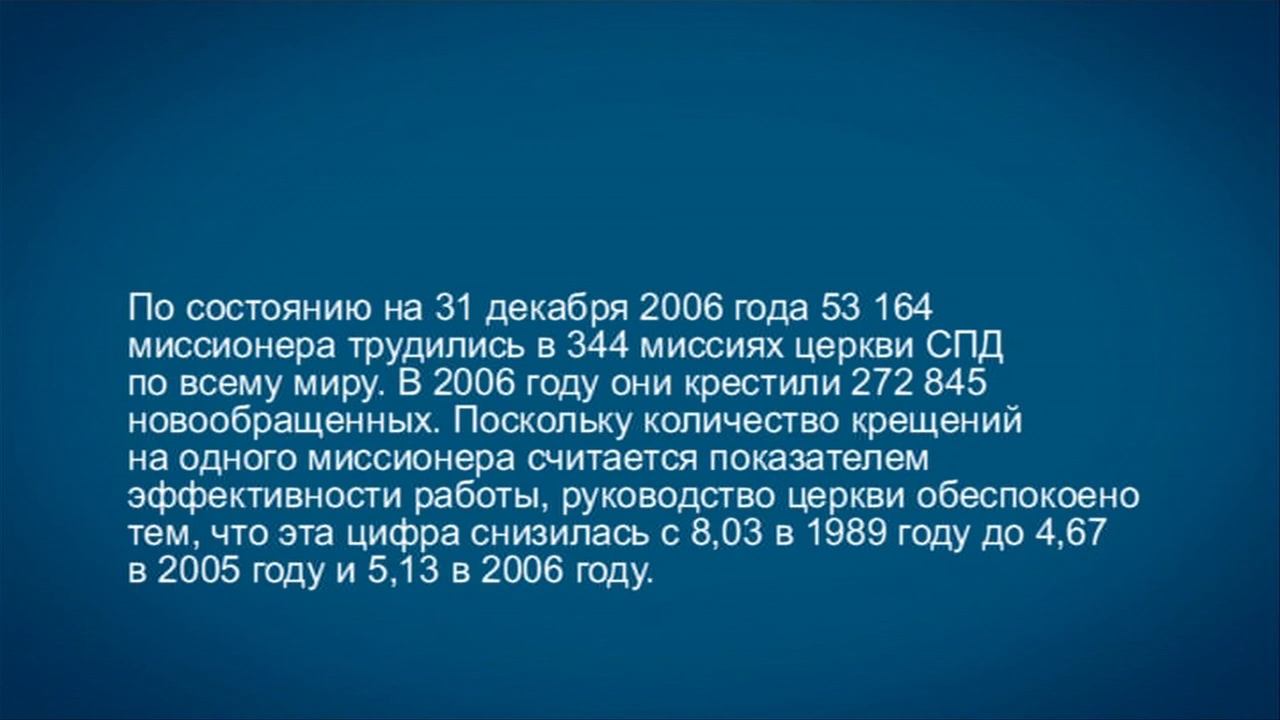 По состоянию на 31 декабря 2006 года 53 164
миссионера трудились в 344 миссиях церкви СПД
по всему миру. В 2006 году они крестили 272 845
новообращенных. Поскольку количество крещений
на одного миссионера считается показателем
эффективности работы, руководство церкви обеспокоено
тем, что эта цифра снизилась с 8,03 в 1989 году до 4,67
в 2005 году и 5,13 в 2006 году.